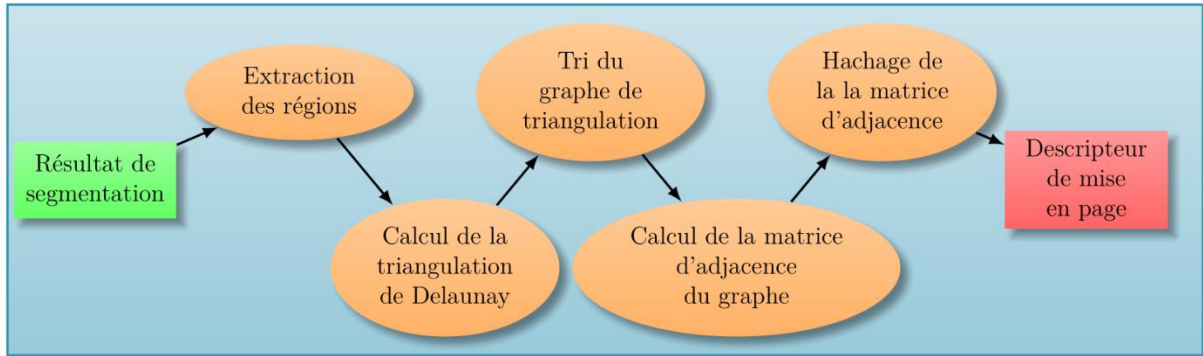 Résultat de
segmentation
Extraction
des régions
Calcul de la
triangulation
de Delaunay
Tri du
graphe de
triangulation
Calcul de la matrice
d'adjacence
du graphe
Hachage de
la la matrice
d'adjacence
Descripteur
de mise
en page